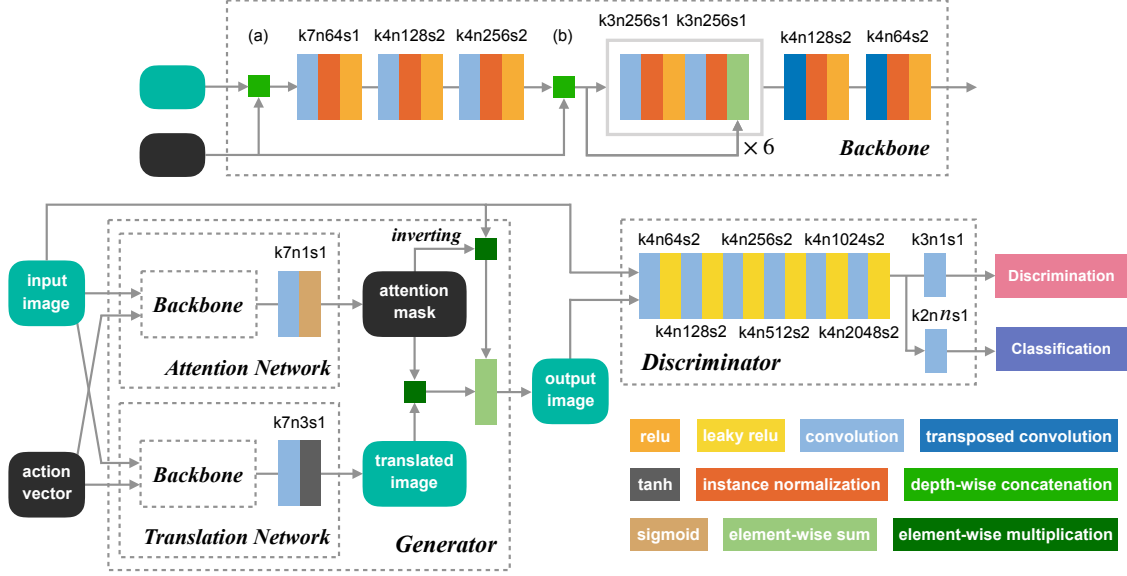 k3n256s1 k3n256s1
(a) k7n64s1 k4n128s2 k4n256s2 (b) k4n128s2 k4n64s2
× 6
Backbone
inverting
k7n1s1
input
image
Backbone
attention
mask
Attention Network
k4n64s2 k4n256s2 k4n1024s2 k3n1s1
Discrimination
k4n128s2 k4n512s2 k4n2048s2 k2nns1
Classification
Discriminator
output
image
k7n3s1
action
vector
Backbone
translated
image
Translation Network
Generator
relu leaky relu convolution transposed convolution
tanh instance normalization depth-wise concatenation
sigmoid element-wise sum element-wise multiplication